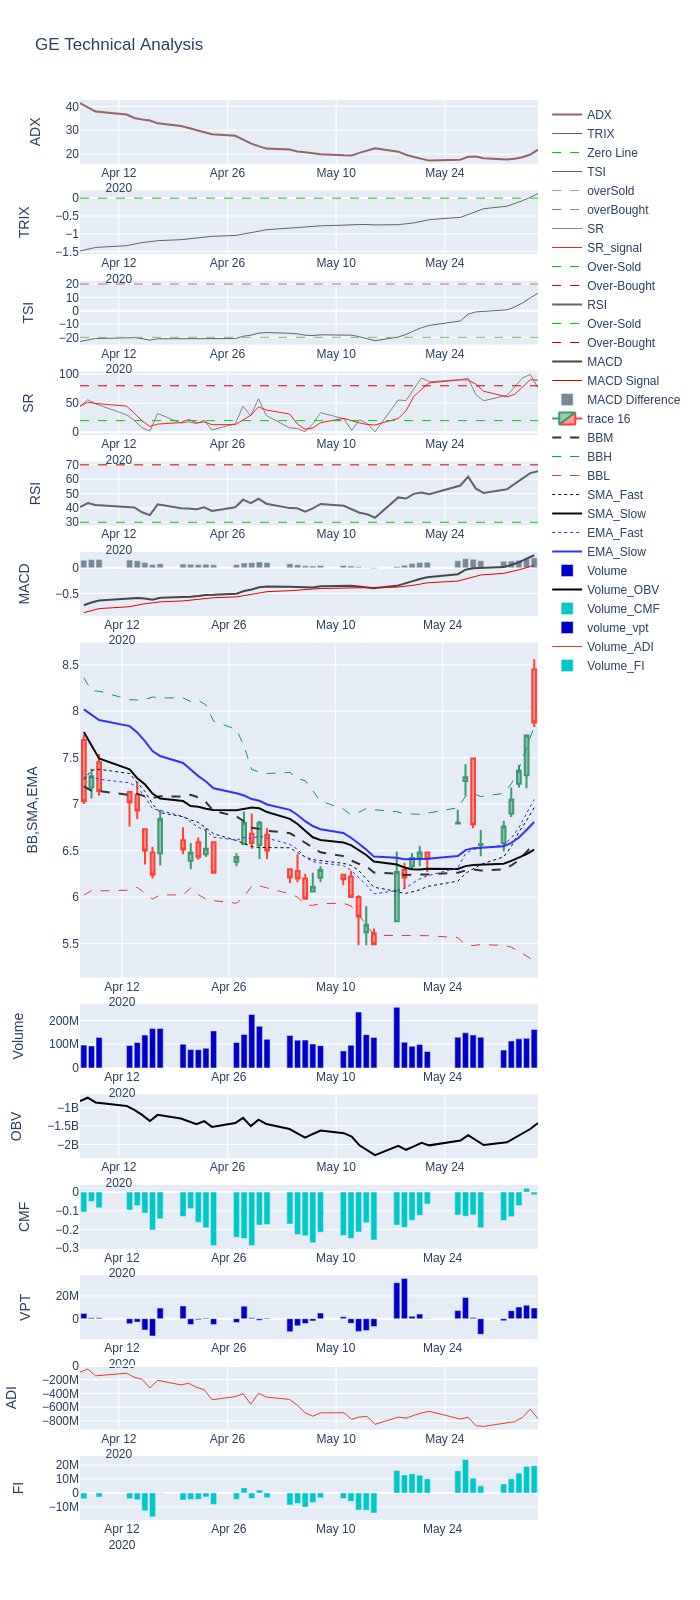 GE Technical Analysis
ADX
40
30
20
Apr 12
2020
Apr 26
May 10
May 24
TRIX
0
−0.5
−1
−1.5
Apr 12
2020
Apr 26
May 10
May 24
TSI
20
10
0
−10
−20
Apr 12
2020
Apr 26
May 10
May 24
SR
100
50
0
Apr 12
2020
Apr 26
May 10
May 24
RSI
70
60
50
40
30
Apr 12
2020
Apr 26
May 10
May 24
MACD
0
−0.5
Apr 12
2020
Apr 26
May 10
May 24
BB,SMA,EMA
8.5
8
7.5
7
6.5
6
5.5
Apr 12
2020
Apr 26
May 10
May 24
Volume
200M
100M
0
Apr 12
2020
Apr 26
May 10
May 24
OBV
−1B
−1.5B
−2B
Apr 12
2020
Apr 26
May 10
May 24
CMF
0
−0.1
−0.2
−0.3
Apr 12
2020
Apr 26
May 10
May 24
VPT
20M
0
Apr 12
2020
Apr 26
May 10
May 24
ADI
0
−200M
−400M
−600M
−800M
Apr 12
2020
Apr 26
May 10
May 24
FI
20M
10M
0
−10M
Apr 12
2020
Apr 26
May 10
May 24
ADX
TRIX
Zero Line
TSI
overSold
overBought
SR
SR_signal
Over-Sold
Over-Bought
RSI
Over-Sold
Over-Bought
MACD
MACD Signal
MACD Difference
trace 16
BBM
BBH
BBL
SMA_Fast
SMA_Slow
EMA_Fast
EMA_Slow
Volume
Volume_OBV
Volume_CMF
volume_vpt
Volume_ADI
Volume_FI